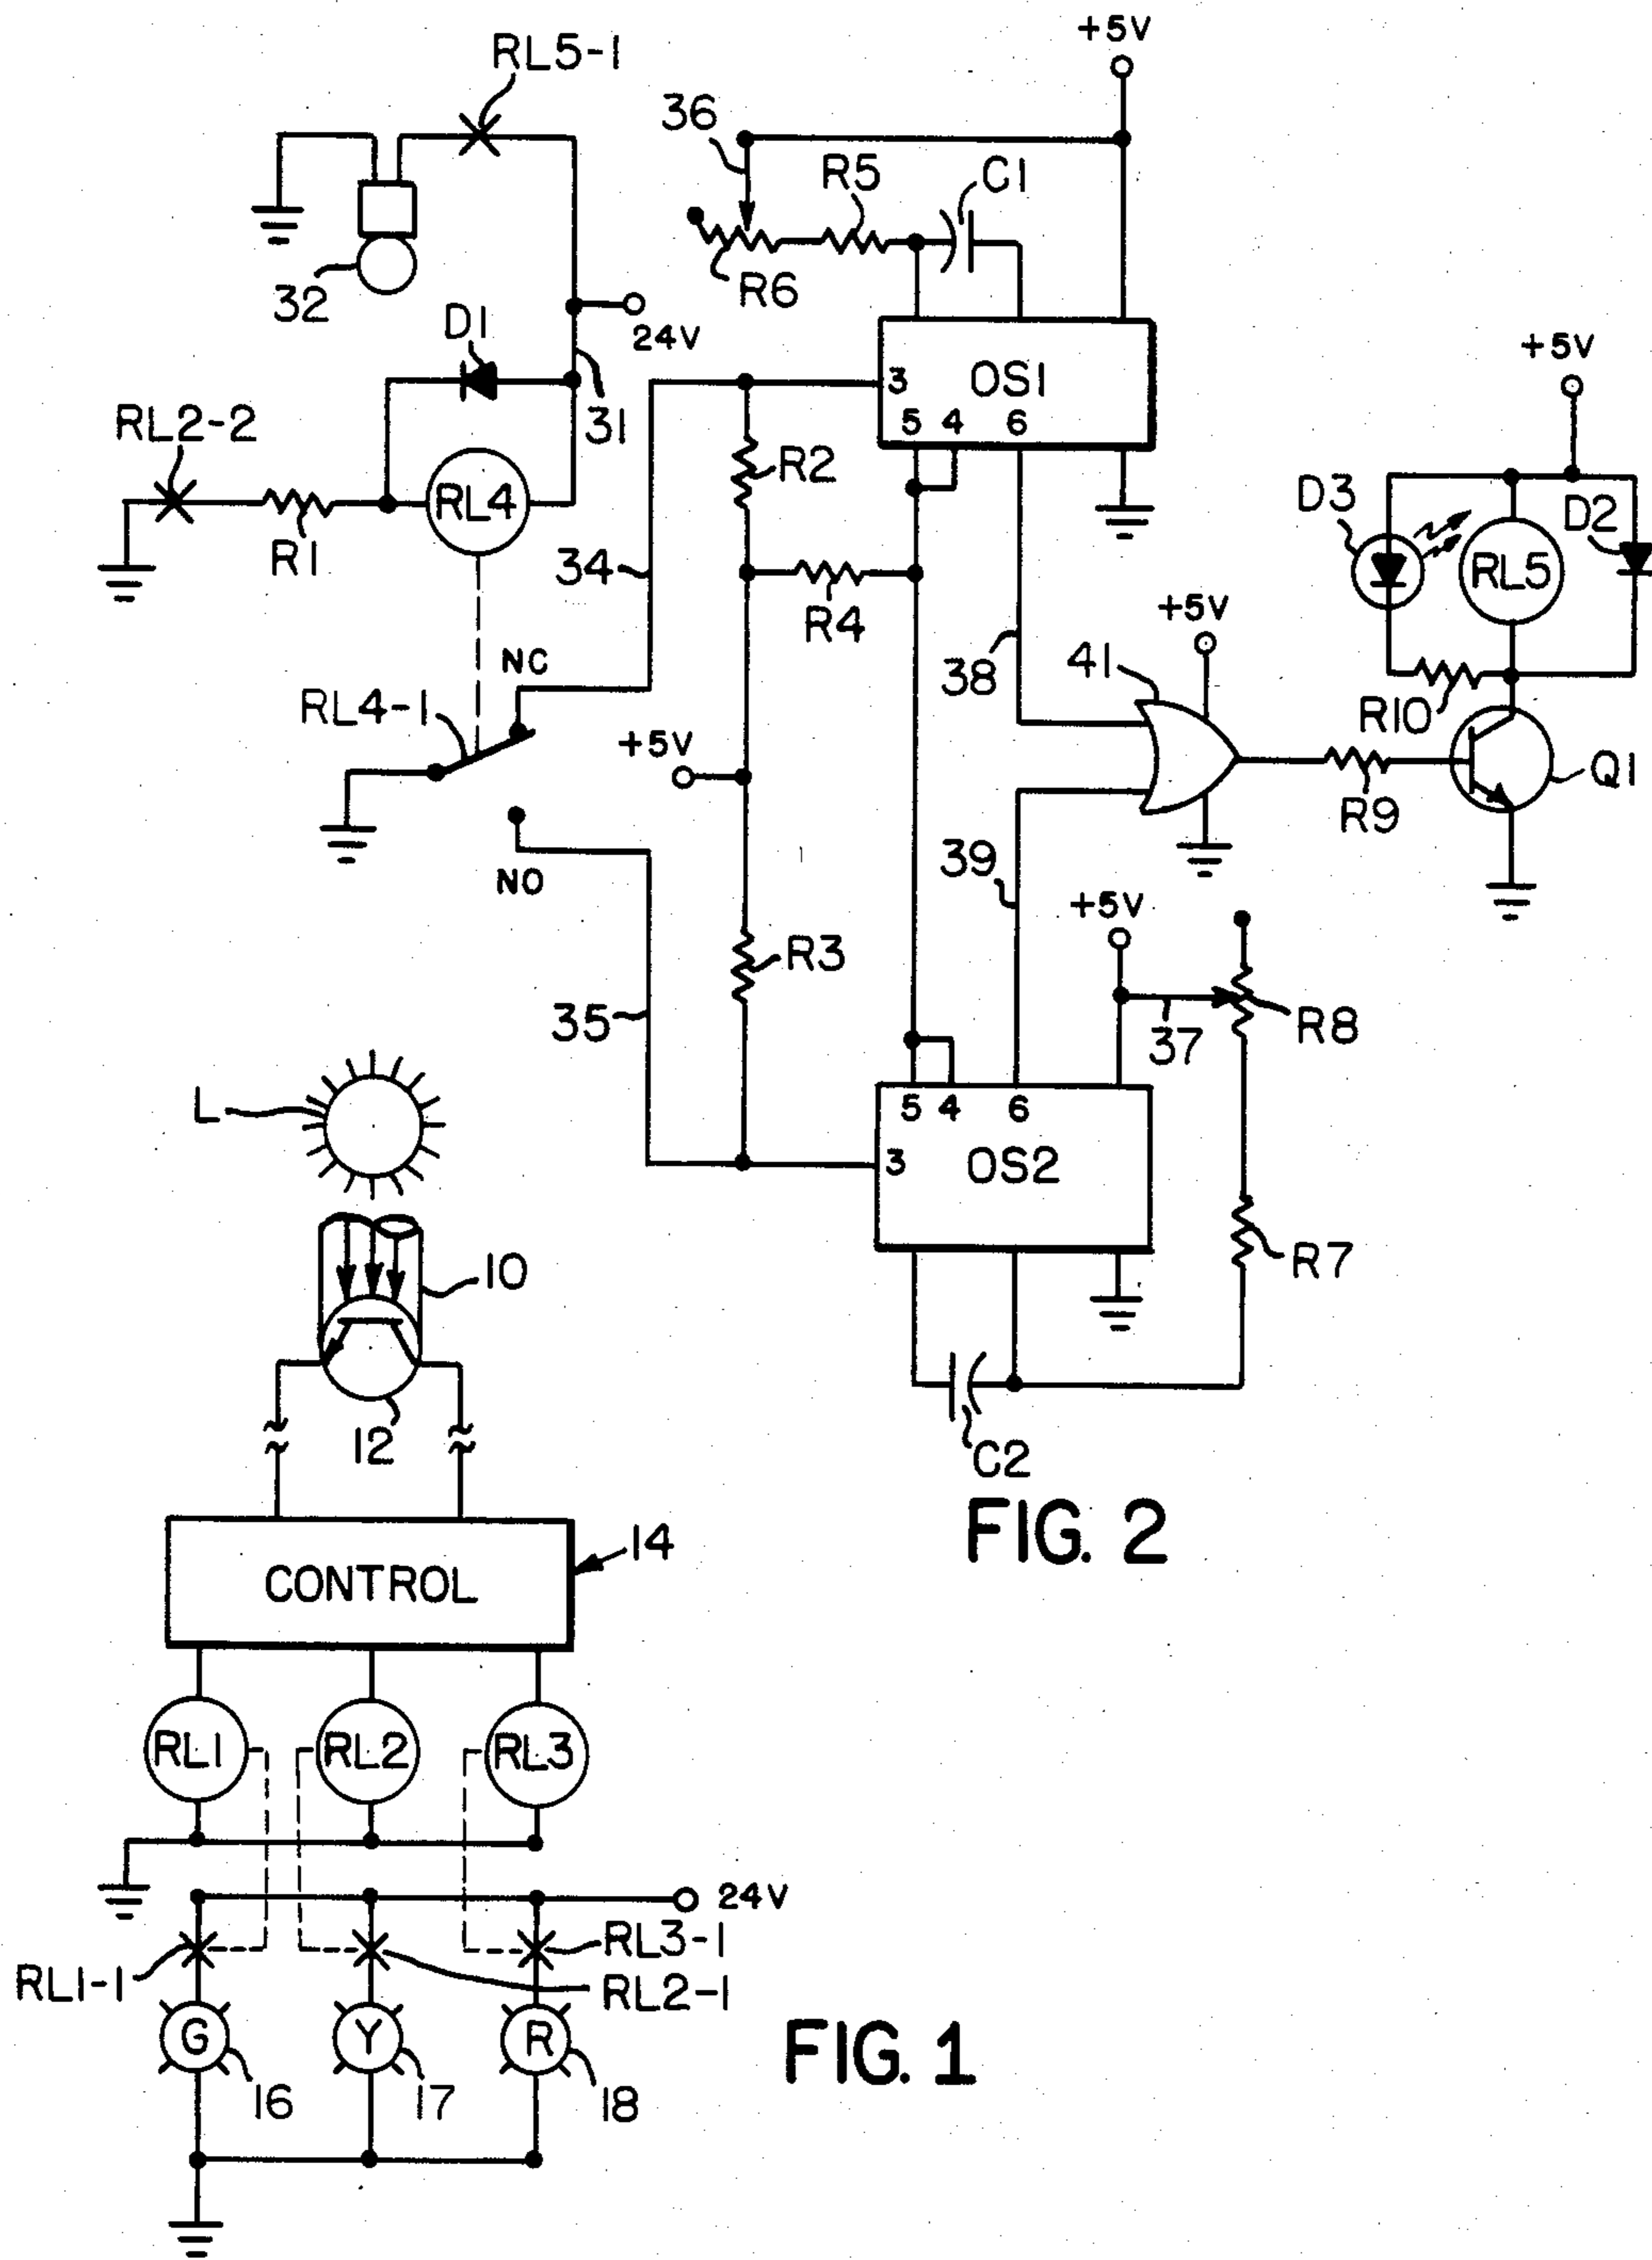 +5V
RL5-1
36
R5
C1
R6
32
D1
24V
+5V
RL2-2
31
3
OS1
5
4
6
R2
D3
D2
RL4
RL5
R1
34
R4
+5V
NC
38
41
RL4-1
R10
+5V
R9
Q1
NO
39
+5V
R3
35
37
R8
L
5
4
6
3
OS2
10
R7
12
C2
FIG. 2
14
CONTROL
RL1
RL2
RL3
24V
RL3-1
RL1-1
RL2-1
G
Y
R
FIG. 1
16
17
18